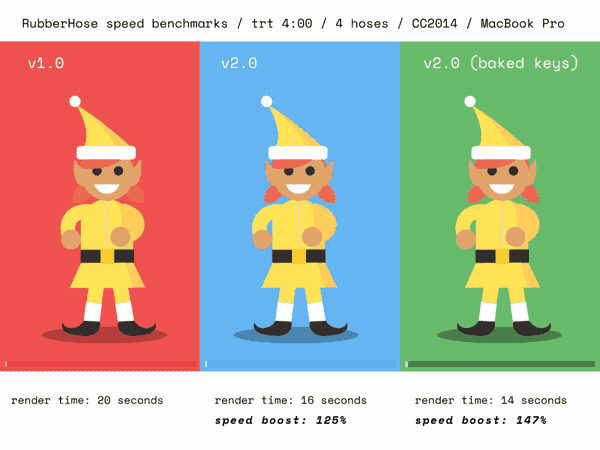 RubberHose speed benchmarks / trt 4:00 / 4 hoses / CC2014 / MacBook Pro
v1.0
v2.0
v2.0 (baked keys)
render time: 20 seconds
render time: 16 seconds
speed boost: 125%
render time: 14 seconds
speed boost: 147%